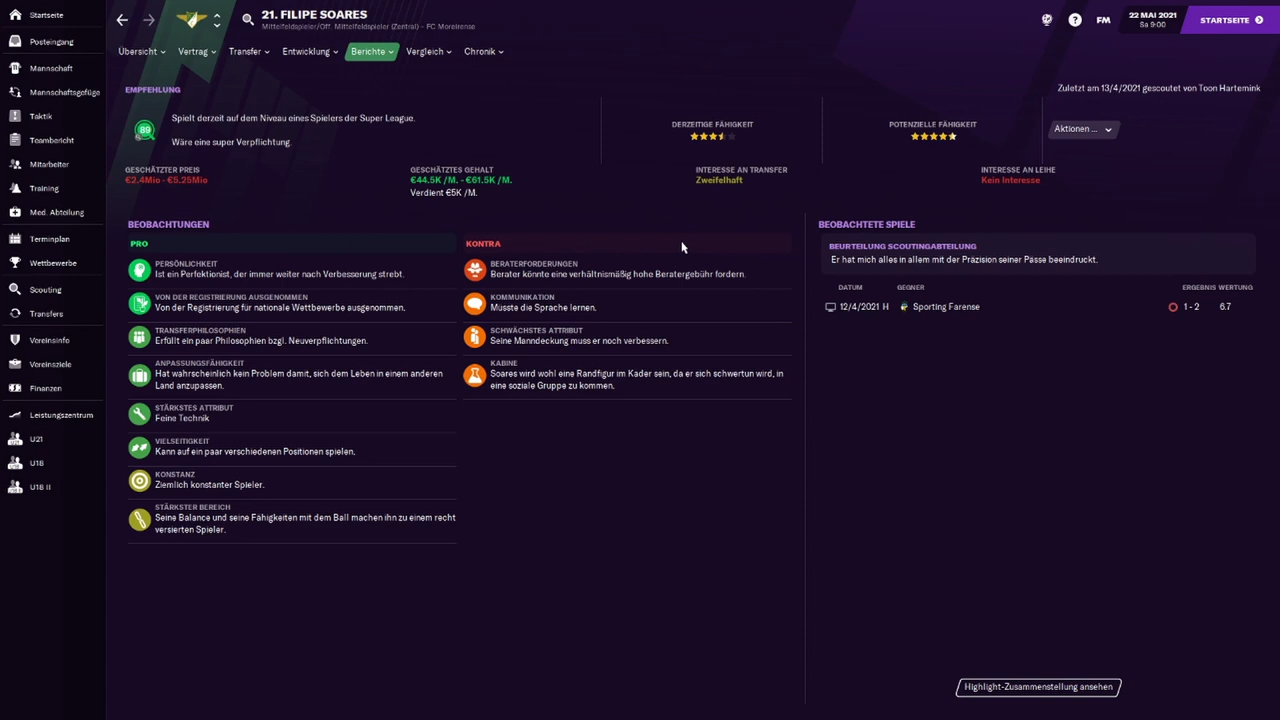 Startseite
Posteingang
Mannschaft
Mannschaftsgefüge
Taktik
Teambericht
Mitarbeiter
Training
Med. Abteilung
Terminplan
Wettbewerbe
Scouting
Transfers
Vereinsinfo
Vereinsziele
Finanzen
Leistungszentrum
U21
U18
U18 II
21. FILIPE SOARES
Mittelfeldspieler/Off. Mittelfeldspieler (Zentral) - FC Moreirense
? FM
22 MAI 2021
Sa 9:00
STARTSEITE
Übersicht Vertrag Transfer Entwicklung Berichte Vergleich Chronik
EMPFEHLUNG
Zuletzt am 13/4/2021 gescoutet von Toon Hartemink
89
Spielt derzeit auf dem Niveau eines Spielers der Super League.
Wäre eine super Verpflichtung.
DERZEITIGE FÄHIGKEIT
POTENZIELLE FÄHIGKEIT
Aktionen ...
GESCHÄTZTER PREIS
€2.4Mio - €5.25Mio
GESCHÄTZTES GEHALT
€44.5K /M. - €61.5K /M.
Verdient €5K /M.
INTERESSE AN TRANSFER
Zweifelhaft
INTERESSE AN LEIHE
Kein Interesse
BEOBACHTUNGEN
PRO
PERSÖNLICHKEIT
Ist ein Perfektionist, der immer weiter nach Verbesserung strebt.
VON DER REGISTRIERUNG AUSGENOMMEN
Von der Registrierung für nationale Wettbewerbe ausgenommen.
TRANSFERPHILOSOPHIEN
Erfüllt ein paar Philosophien bzgl. Neuverpflichtungen.
ANPASSUNGSFÄHIGKEIT
Hat wahrscheinlich kein Problem damit, sich dem Leben in einem anderen
Land anzupassen.
STÄRKSTES ATTRIBUT
Feine Technik
VIELSEITIGKEIT
Kann auf ein paar verschiedenen Positionen spielen.
KONSTANZ
Ziemlich konstanter Spieler.
STÄRKSTER BEREICH
Seine Balance und seine Fähigkeiten mit dem Ball machen ihn zu einem recht
versierten Spieler.
KONTRA
BERATERFORDERUNGEN
Berater könnte eine verhältnismäßig hohe Beratergebühr fordern.
KOMMUNIKATION
Müsste die Sprache lernen.
SCHWÄCHSTES ATTRIBUT
Seine Manndeckung muss er noch verbessern.
KABINE
Soares wird wohl eine Randfigur im Kader sein, da er sich schwertun wird, in
eine soziale Gruppe zu kommen.
BEOBACHTETE SPIELE
BEURTEILUNG SCOUTINGABTEILUNG
Er hat mich alles in allem mit der Präzision seiner Pässe beeindruckt.
DATUM GEGNER ERGEBNIS WERTUNG
12/4/2021 H Sporting Farense 1 - 2 6.7
Highlight-Zusammenstellung ansehen